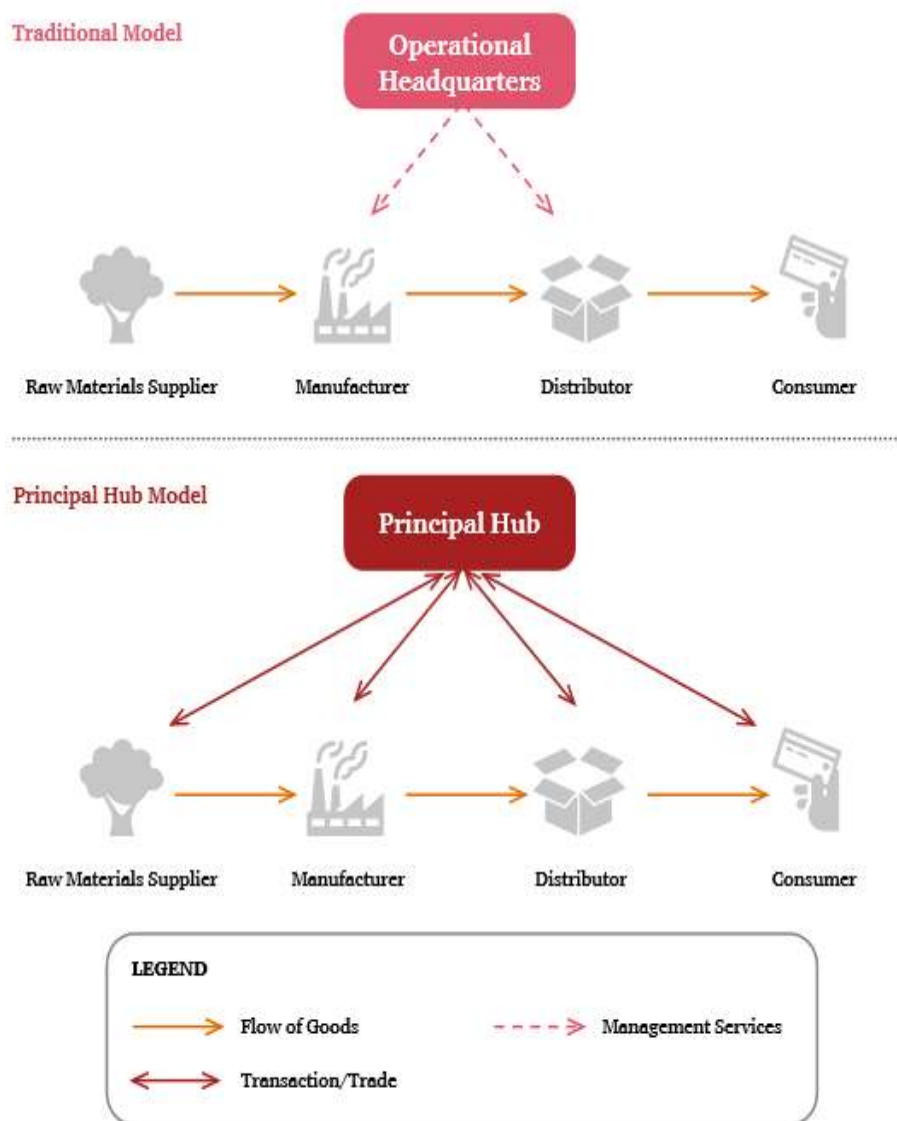 Traditional Model
Operational
Headquarters
Raw Materials Supplier
Manufacturer
Distributor
Consumer
Principal Hub Model
Principal Hub
Raw Materials Supplier
Manufacturer
Distributor
Consumer
LEGEND
Flow of Goods
Management Services
Transaction/Trade